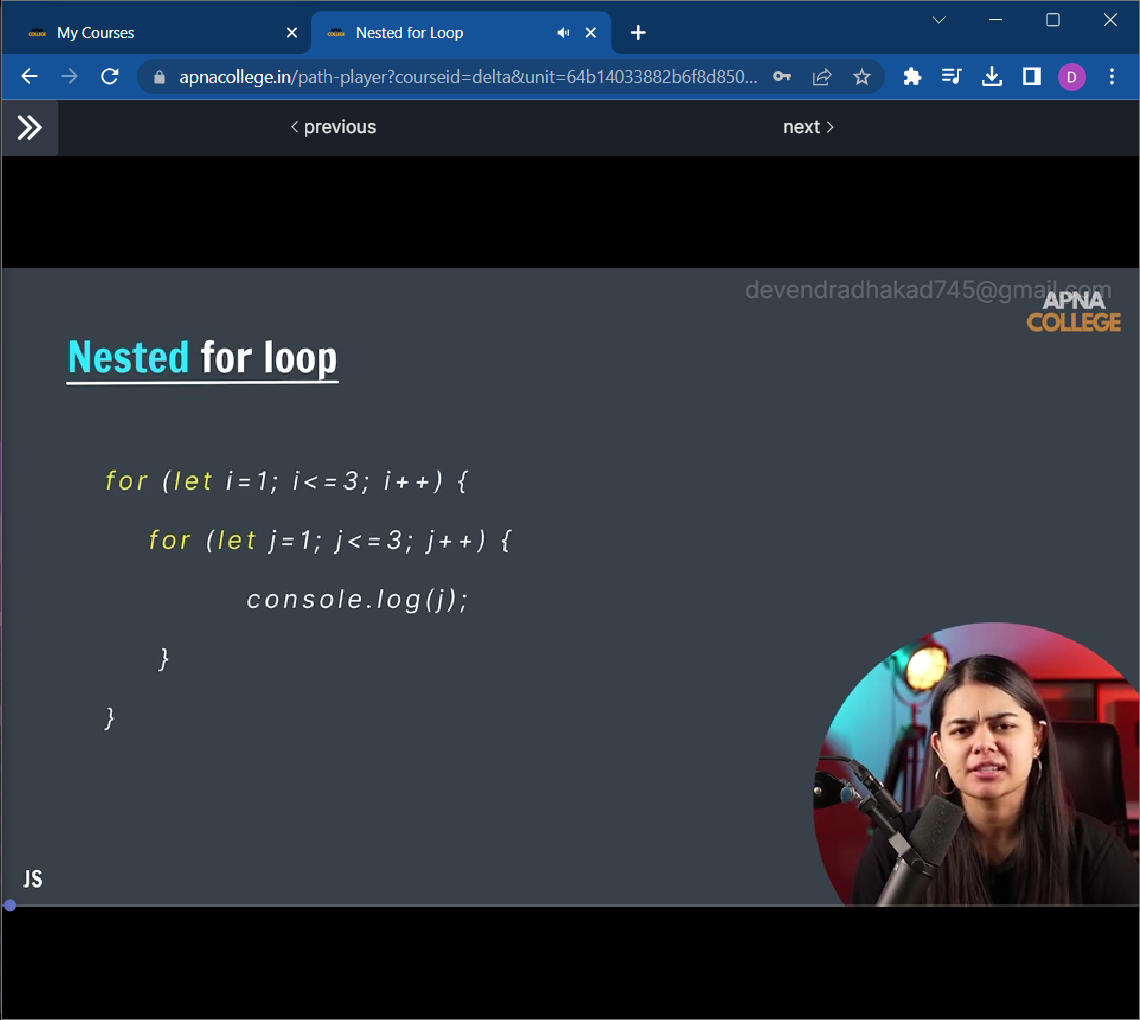 My Courses
Nested for Loop
apnacollege.in/path-player?courseid=delta&unit=64b14033882b6f8d850...
D
previous
next
devendradhakad745@gmail.com
APNA
COLLEGE
Nested for loop
for (let i=1; i<=3; i++) {
for (let j=1; j<=3; j++) {
console.log(j);
}
}
JS